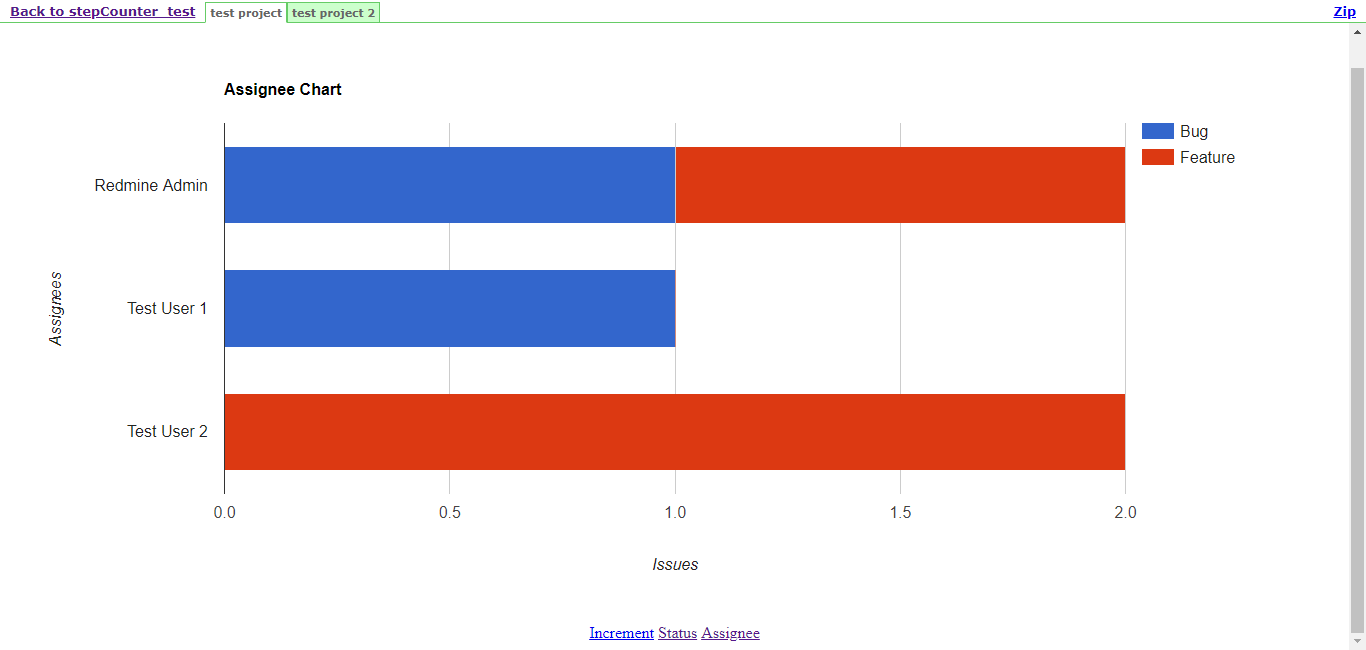 Back to stepCounter_test test project test project 2 Zip
Assignee Chart
Bug
Feature
Redmine Admin
Test User 1
Test User 2
Assignees
0.0 0.5 1.0 1.5 2.0
Issues
Increment Status Assignee